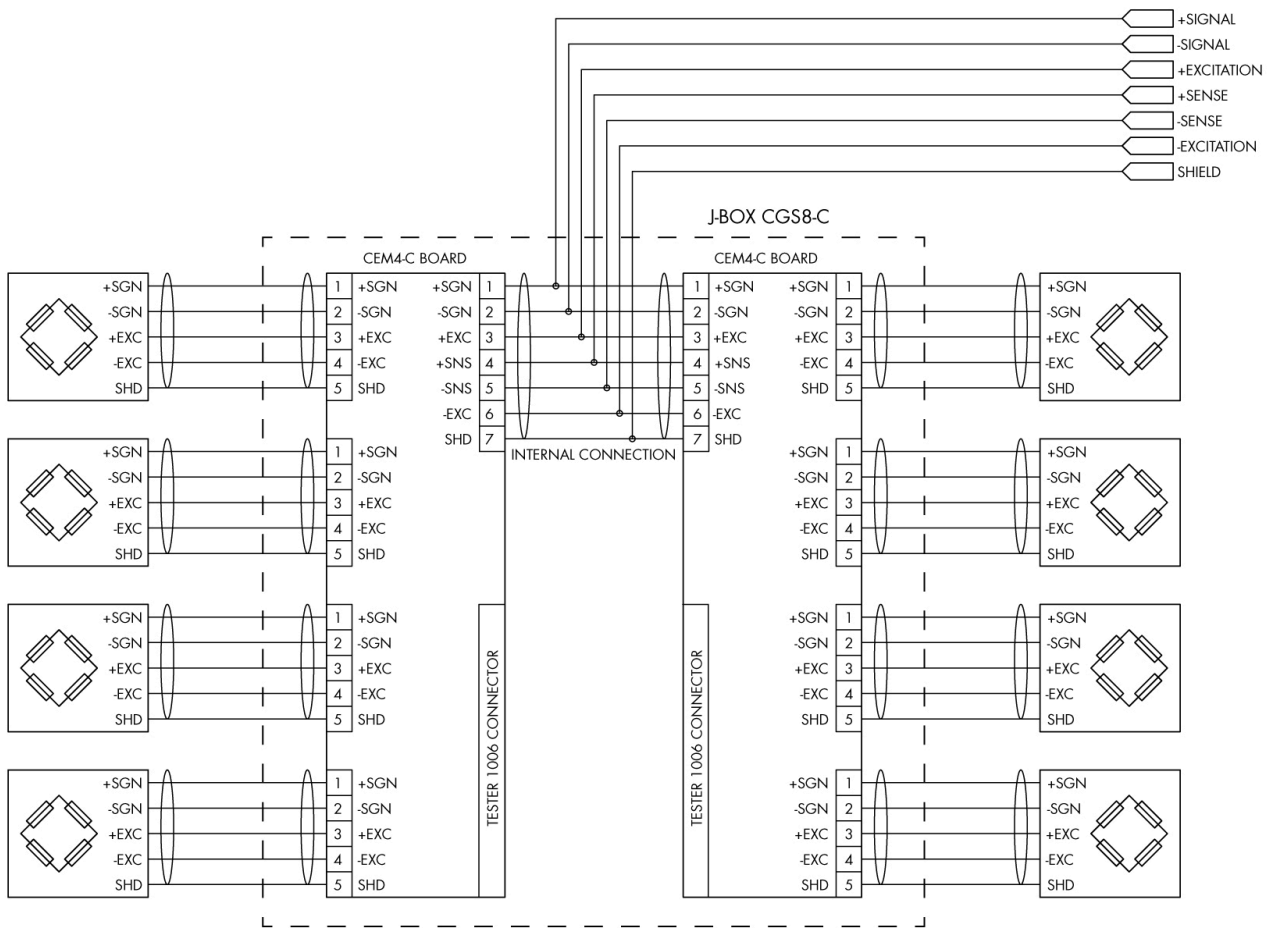 +SIGNAL
-SIGNAL
+EXCITATION
+SENSE
-SENSE
-EXCITATION
SHIELD
J-BOX CGS8-C
CEM4-C BOARD CEM4-C BOARD
+SGN 1 +SGN +SGN 1 1 +SGN +SGN 1 +SGN
-SGN 2 -SGN -SGN 2 2 -SGN -SGN 2 -SGN
+EXC 3 +EXC +EXC 3 3 +EXC +EXC 3 +EXC
-EXC 4 -EXC +SNS 4 4 +SNS -EXC 4 -EXC
SHD 5 SHD -SNS 5 5 -SNS SHD 5 SHD
-EXC 6 6 -EXC
SHD 7 7 SHD
INTERNAL CONNECTION
+SGN 1 +SGN +SGN 1 +SGN
-SGN 2 -SGN -SGN 2 -SGN
+EXC 3 +EXC +EXC 3 +EXC
-EXC 4 -EXC -EXC 4 -EXC
SHD 5 SHD SHD 5 SHD
+SGN 1 +SGN +SGN 1 +SGN
-SGN 2 -SGN -SGN 2 -SGN
+EXC 3 +EXC +EXC 3 +EXC
-EXC 4 -EXC -EXC 4 -EXC
SHD 5 SHD SHD 5 SHD
TESTER 1006 CONNECTOR
TESTER 1006 CONNECTOR
+SGN 1 +SGN +SGN 1 +SGN
-SGN 2 -SGN -SGN 2 -SGN
+EXC 3 +EXC +EXC 3 +EXC
-EXC 4 -EXC -EXC 4 -EXC
SHD 5 SHD SHD 5 SHD